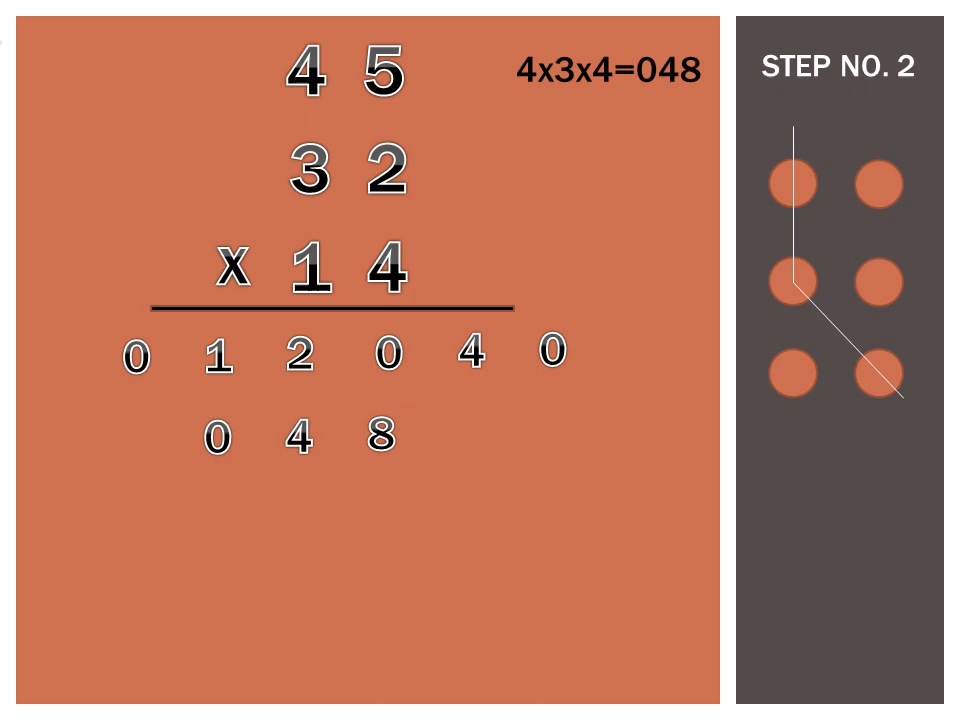 4 5
4x3x4=048
3 2
x 1 4
0 1 2 0 4 0
0 4 8
STEP NO. 2